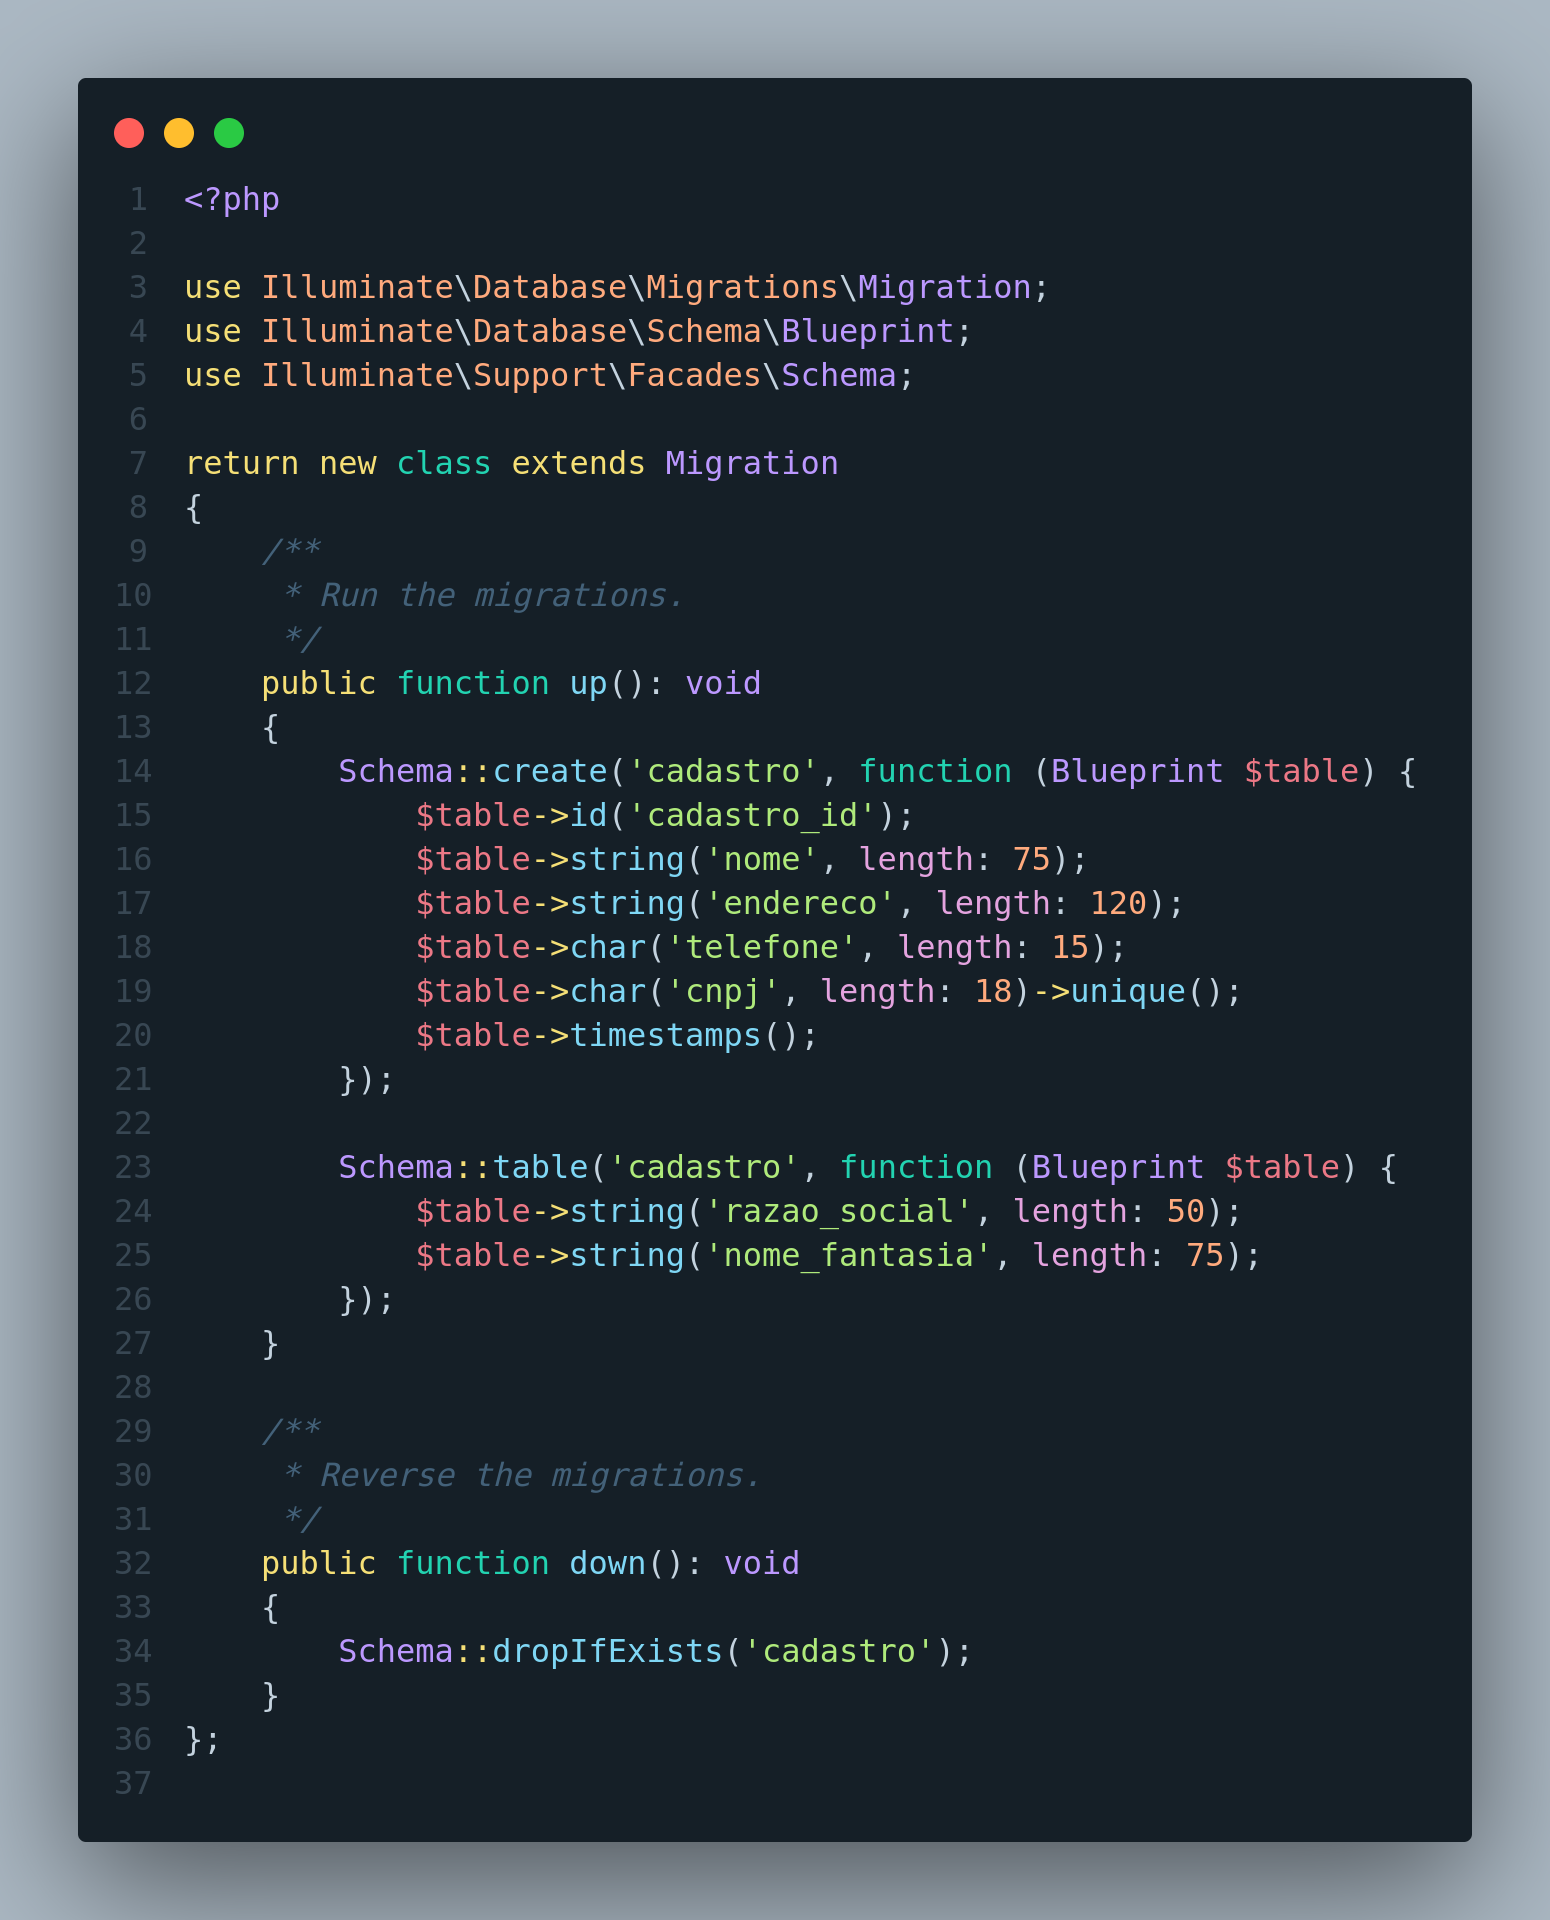 1 <?php
2
3 use Illuminate\Database\Migrations\Migration;
4 use Illuminate\Database\Schema\Blueprint;
5 use Illuminate\Support\Facades\Schema;
6
7 return new class extends Migration
8 {
9     /**
10      * Run the migrations.
11      */
12     public function up(): void
13     {
14         Schema::create('cadastro', function (Blueprint $table) {
15             $table->id('cadastro_id');
16             $table->string('nome', length: 75);
17             $table->string('endereco', length: 120);
18             $table->char('telefone', length: 15);
19             $table->char('cnpj', length: 18)->unique();
20             $table->timestamps();
21         });
22
23         Schema::table('cadastro', function (Blueprint $table) {
24             $table->string('razao_social', length: 50);
25             $table->string('nome_fantasia', length: 75);
26         });
27     }
28
29     /**
30      * Reverse the migrations.
31      */
32     public function down(): void
33     {
34         Schema::dropIfExists('cadastro');
35     }
36 };
37